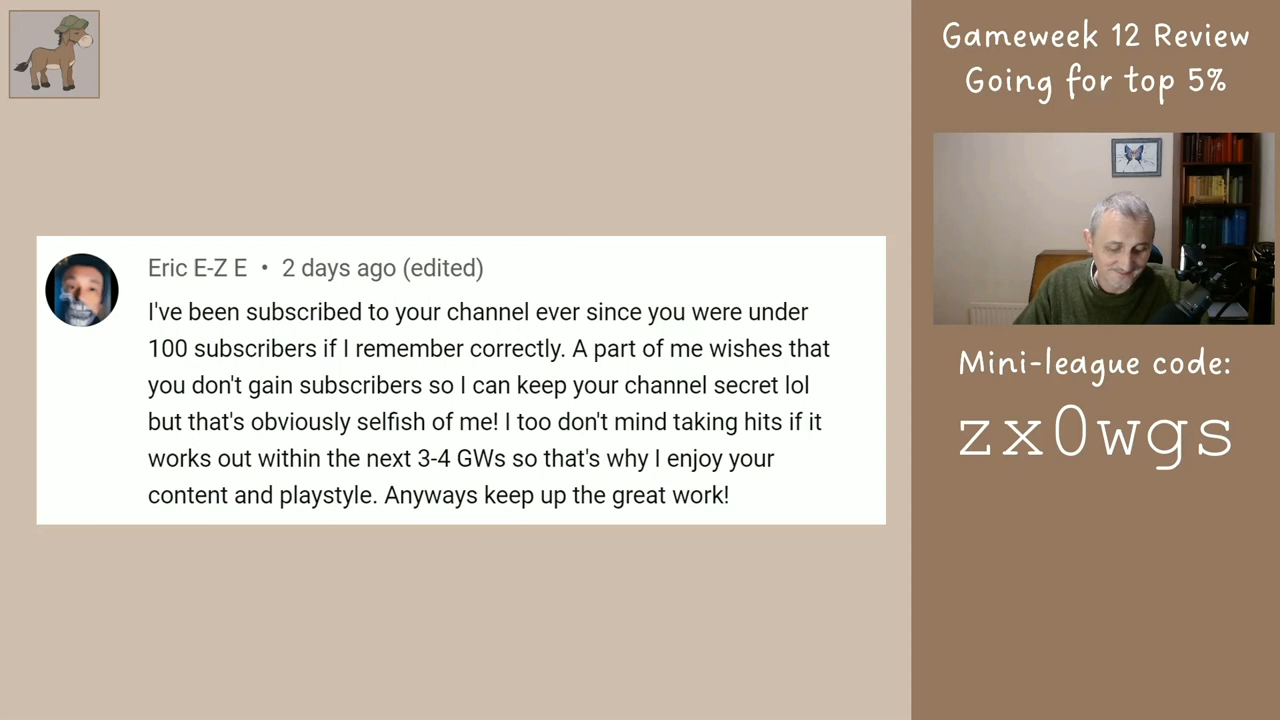 Gameweek 12 Review
Going for top 5%
Eric E-Z E • 2 days ago (edited)
I've been subscribed to your channel ever since you were under
100 subscribers if I remember correctly. A part of me wishes that
you don't gain subscribers so I can keep your channel secret lol
but that's obviously selfish of me! I too don't mind taking hits if it
works out within the next 3-4 GWs so that's why I enjoy your
content and playstyle. Anyways keep up the great work!
Mini-league code:
zx0wgs